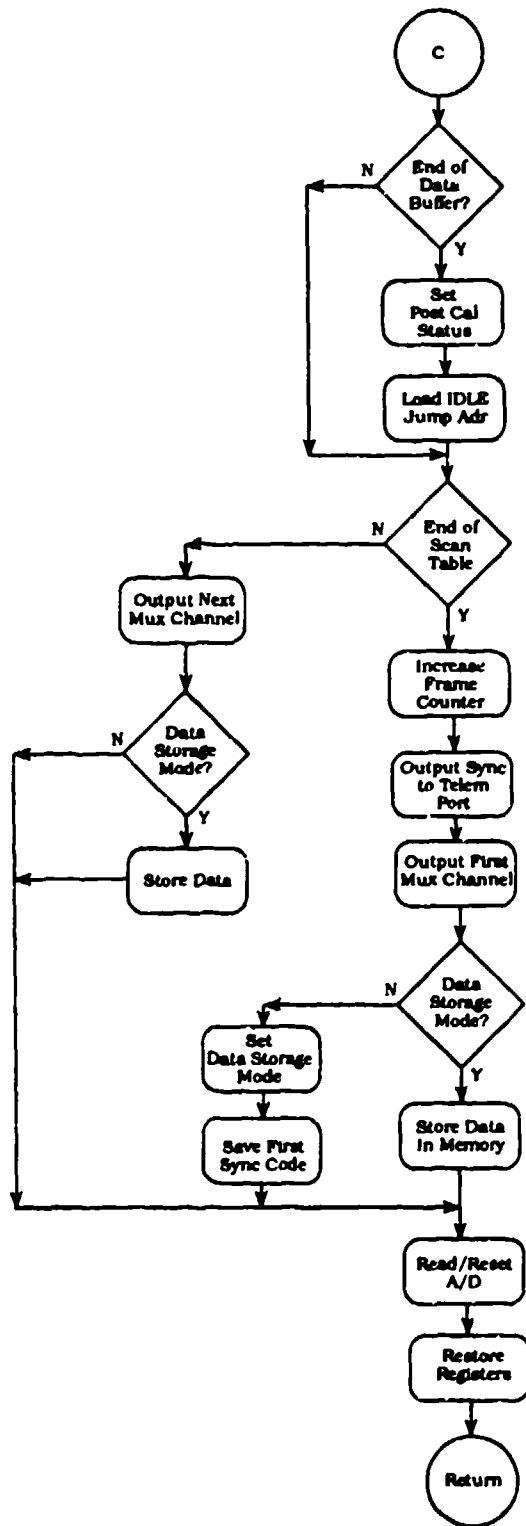 C
End of
Data
Buffer?
N
Y
Set
Post Cal
Status
Load IDLE
Jump Adr
End of
Scan
Table
N
Y
Output Next
Mux Channel
Increase
Frame
Counter
Data
Storage
Mode?
N
Y
Output Sync
to Telem
Port
Store Data
Output First
Mux Channel
Data
Storage
Mode?
N
Y
Set
Data Storage
Mode
Store Data
In Memory
Save First
Sync Code
Read/Reset
A/D
Restore
Registers
Return